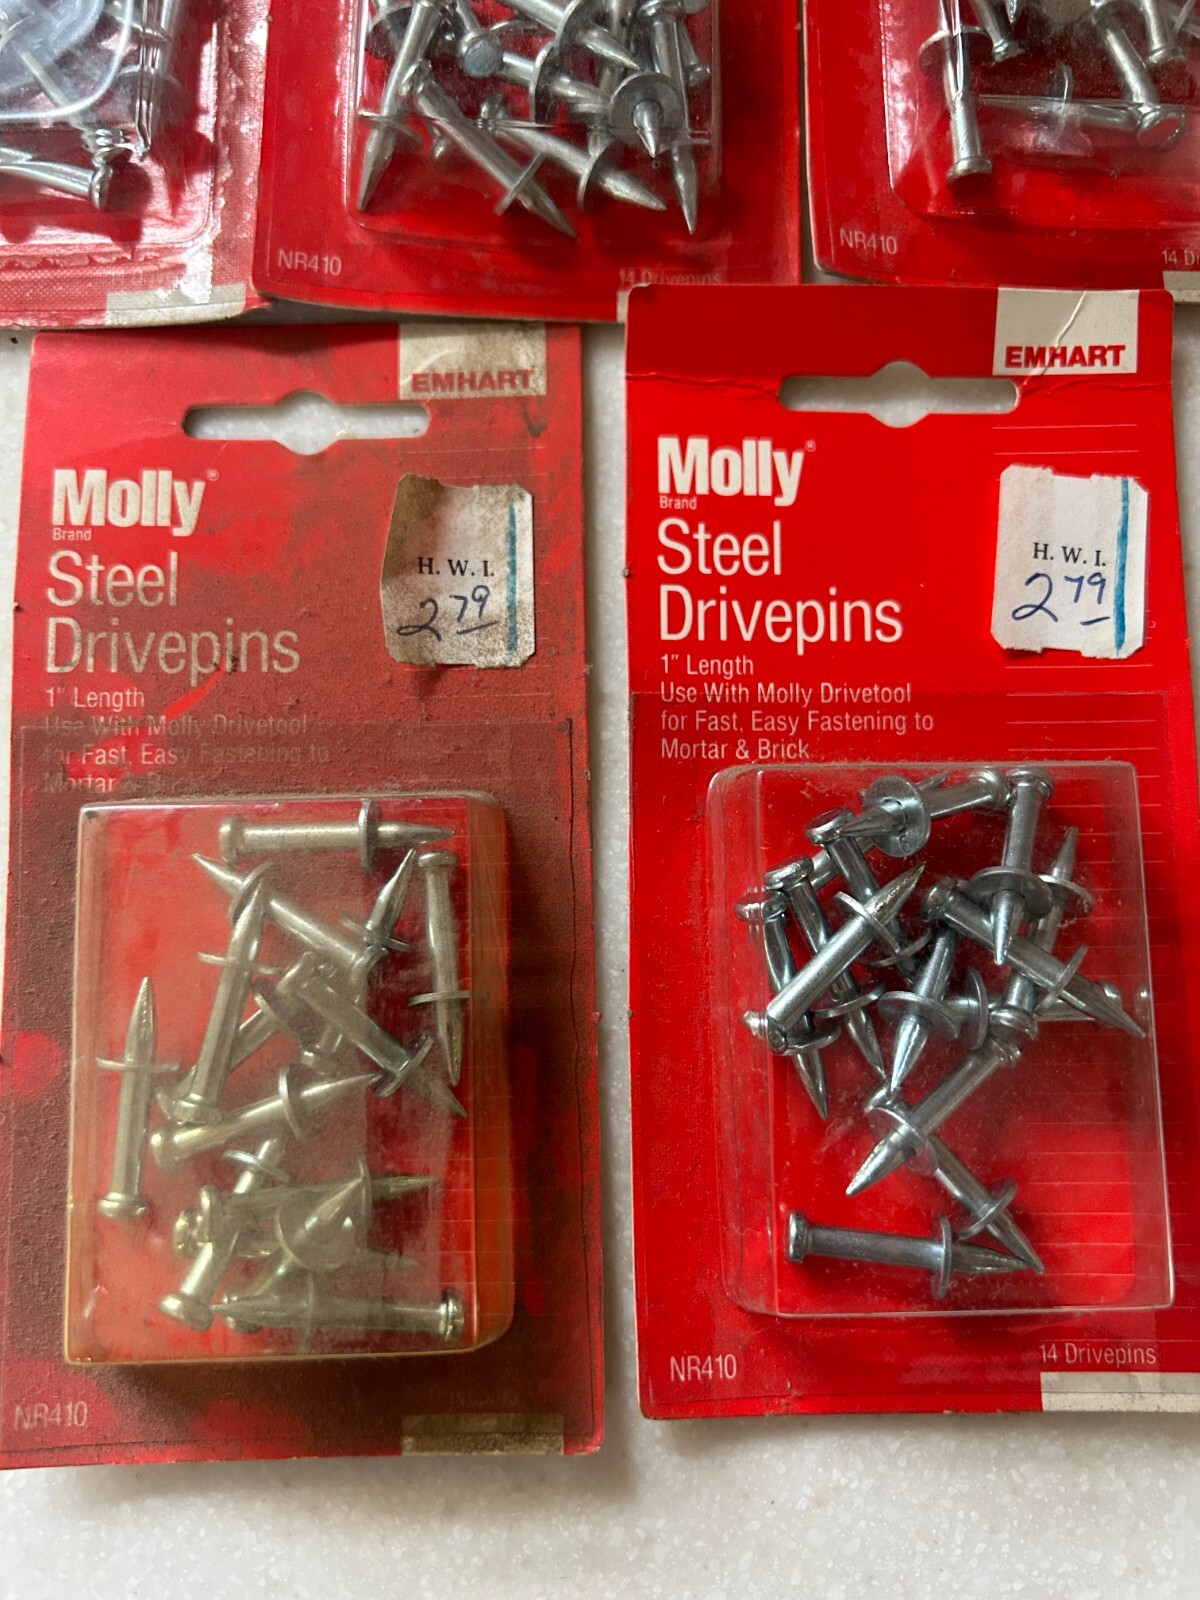 NR410
14 Drivepins
NR410
14
EMHART
Molly®
Brand
Steel
Drivepins
1" Length
Use With Molly Drivetool
for Fast, Easy Fastening to
Mortar & Brick
H. W. I.
2 79
NR410
EMHART
Molly®
Brand
Steel
Drivepins
1" Length
Use With Molly Drivetool
for Fast, Easy Fastening to
Mortar & Brick
H. W. I.
2 79
NR410
14 Drivepins